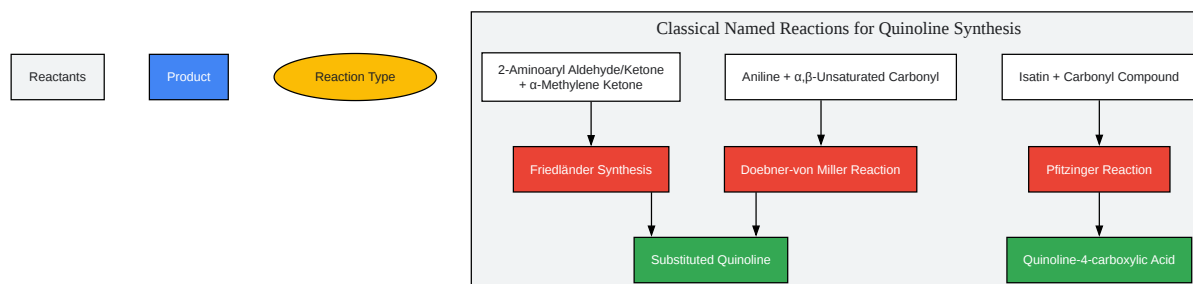 Classical Named Reactions for Quinoline Synthesis
Reactants
Product
Reaction Type
2-Aminoaryl Aldehyde/Ketone
+ α-Methylene Ketone
Aniline + α,β-Unsaturated Carbonyl
Isatin + Carbonyl Compound
Friedländer Synthesis
Doebner-von Miller Reaction
Pfitzinger Reaction
Substituted Quinoline
Quinoline-4-carboxylic Acid